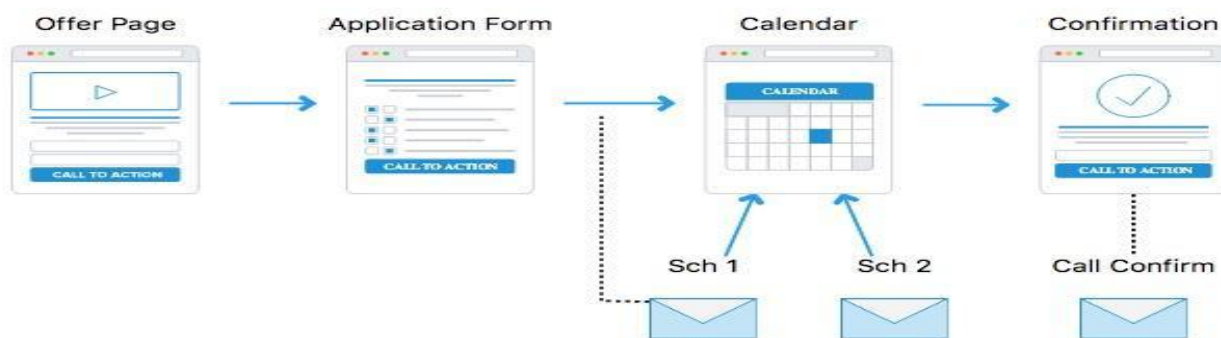 Offer Page
Application Form
Calendar
Confirmation
CALL TO ACTION
CALL TO ACTION
CALENDAR
CALL TO ACTION
Sch 1
Sch 2
Call Confirm